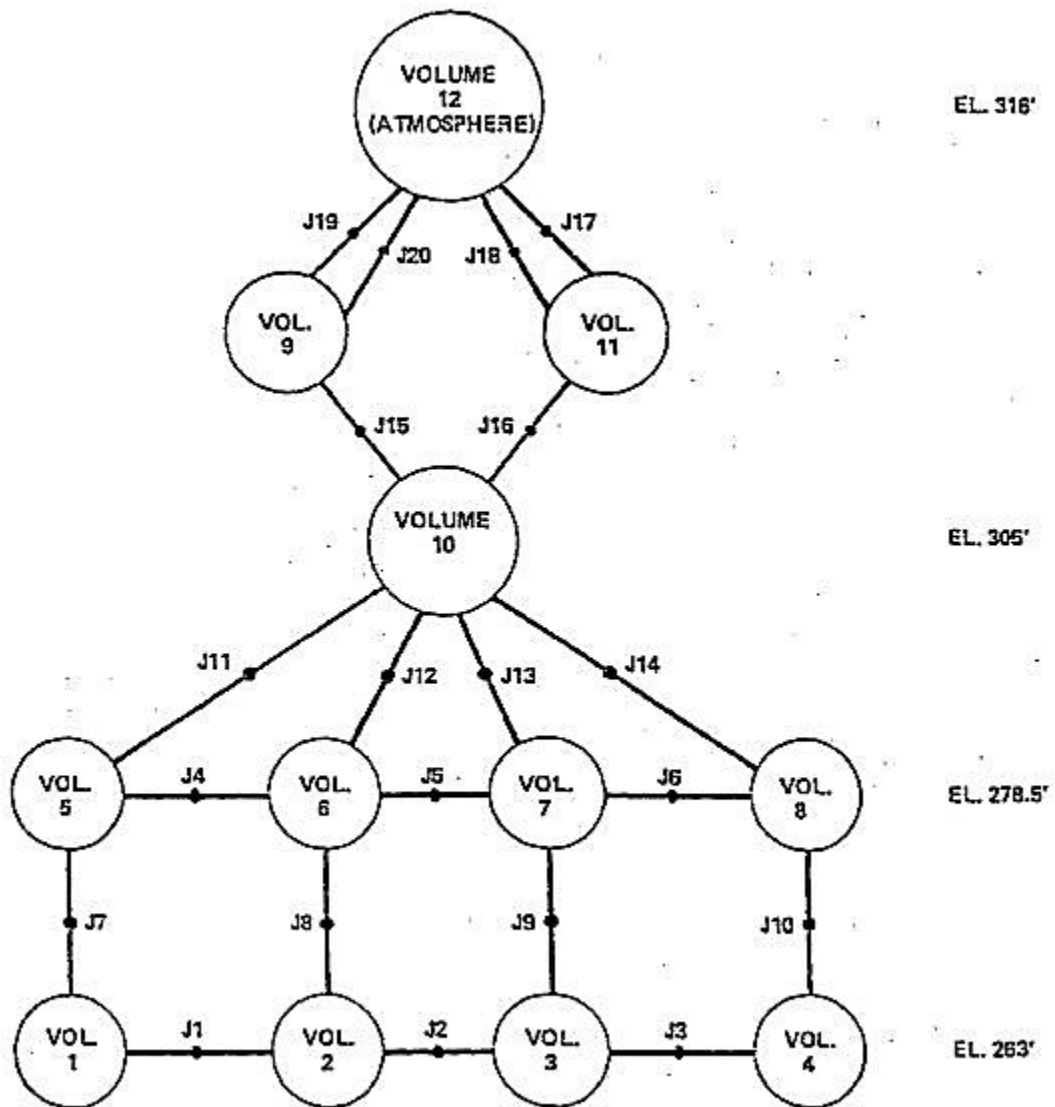 VOLUME
12
(ATMOSPHERE)
EL. 316'
J19
J20
J18
J17
VOL.
9
VOL.
11
J15
J16
VOLUME
10
EL. 305'
J11
J12
J13
J14
VOL.
5
J4
VOL.
6
J5
VOL.
7
J6
VOL.
8
EL. 278.5'
J7
J8
J9
J10
VOL.
1
J1
VOL.
2
J2
VOL.
3
J3
VOL.
4
EL. 263'